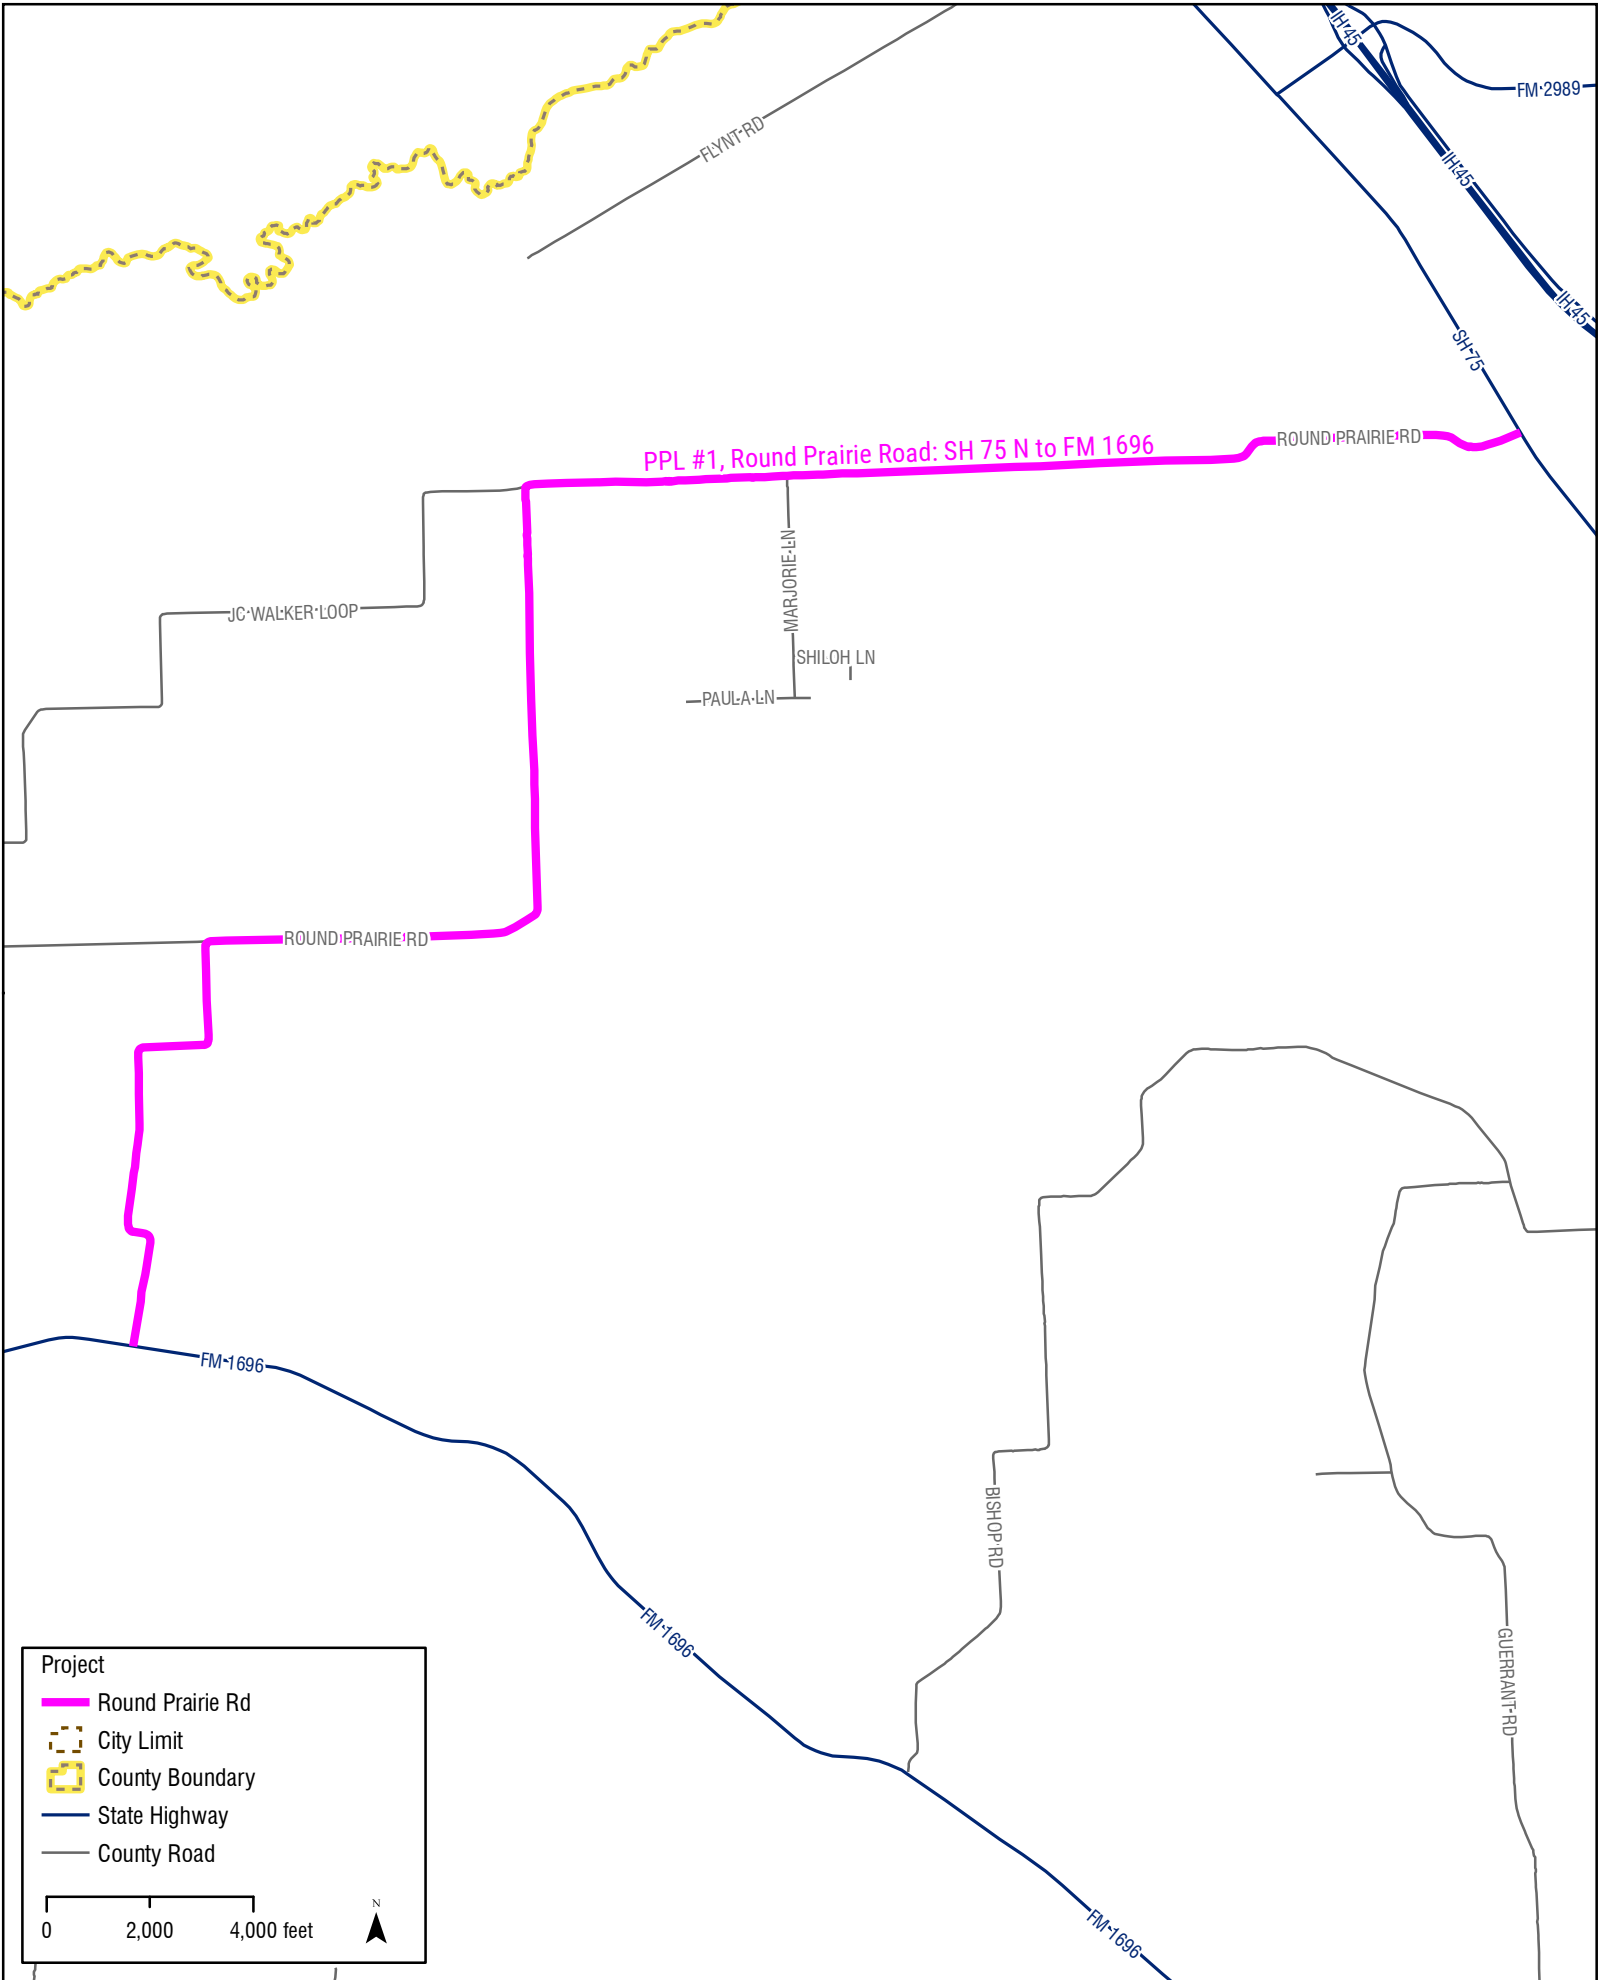 IH 45
FM 2989
FLYNT RD
IH 45
IH 45
SH 75
ROUND PRAIRIE RD
PPL #1, Round Prairie Road: SH 75 N to FM 1696
MARJORIE LN
JC WALKER LOOP
SHILOH LN
PAULA LN
ROUND PRAIRIE RD
FM 1696
BISHOP RD
FM 1696
GUERRANT RD
FM 1696
Project
Round Prairie Rd
City Limit
County Boundary
State Highway
County Road
N
0 2,000 4,000 feet